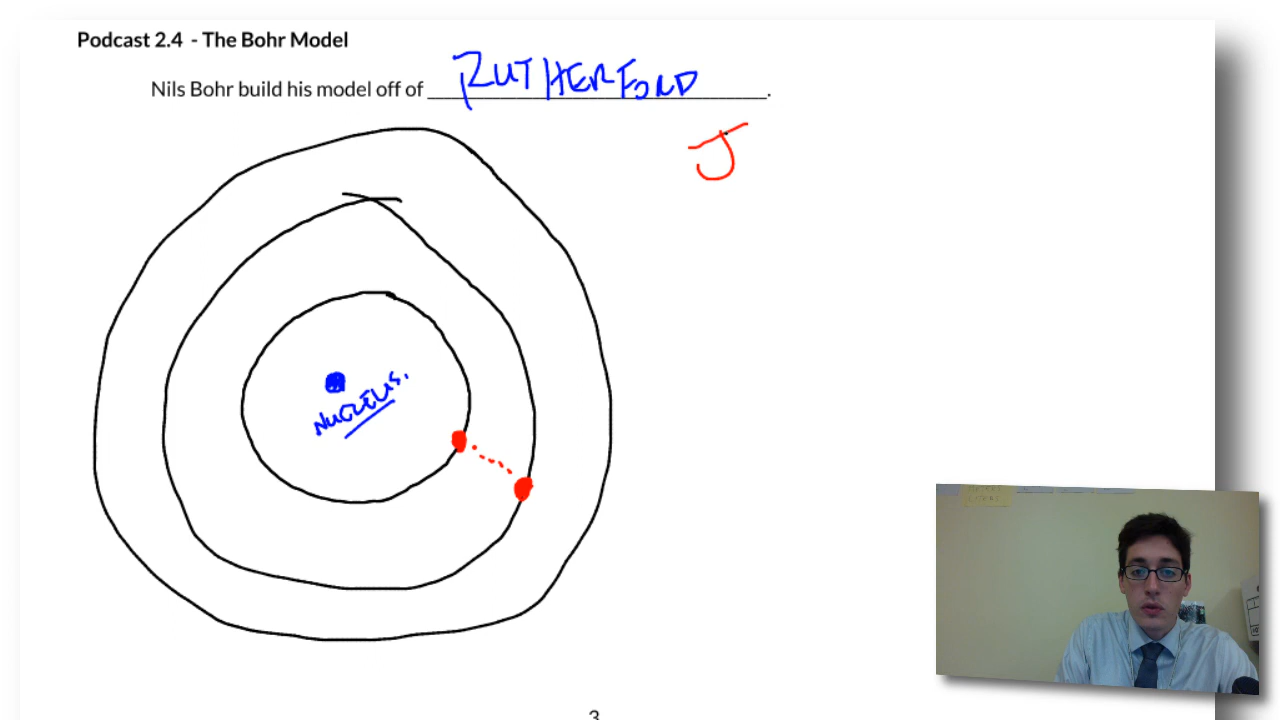 Podcast 2.4 - The Bohr Model
Nils Bohr build his model off of RUTHERFORD.
J
NUCLEUS.
3